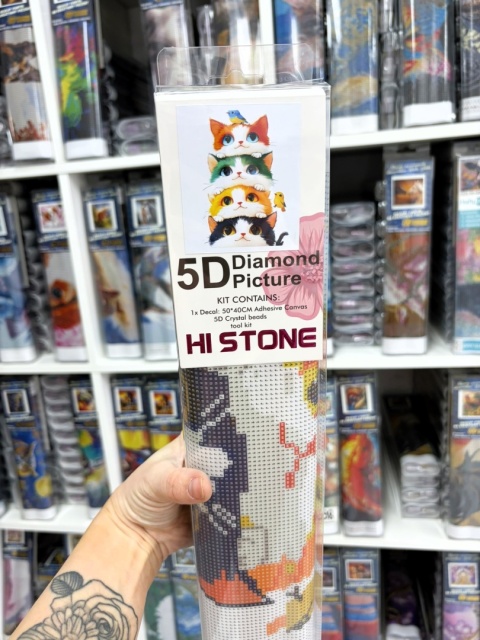 5D Diamond
Picture
KIT CONTAINS:
1x Decal: 50*40CM Adhesive Canvas
5D Crystal beads
tool kit
HI STONE